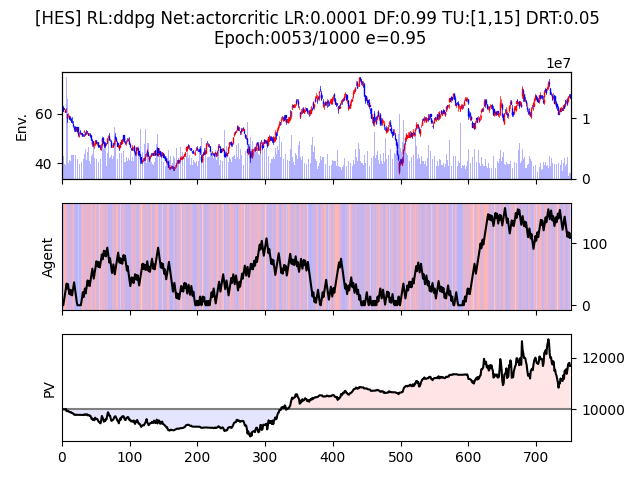 [HES] RL:ddpg Net:actorcritic LR:0.0001 DF:0.99 TU:[1,15] DRT:0.05
Epoch:0053/1000 e=0.95
1e7
Env.
60
40
1
0
Agent
100
0
PV
12000
10000
0 100 200 300 400 500 600 700